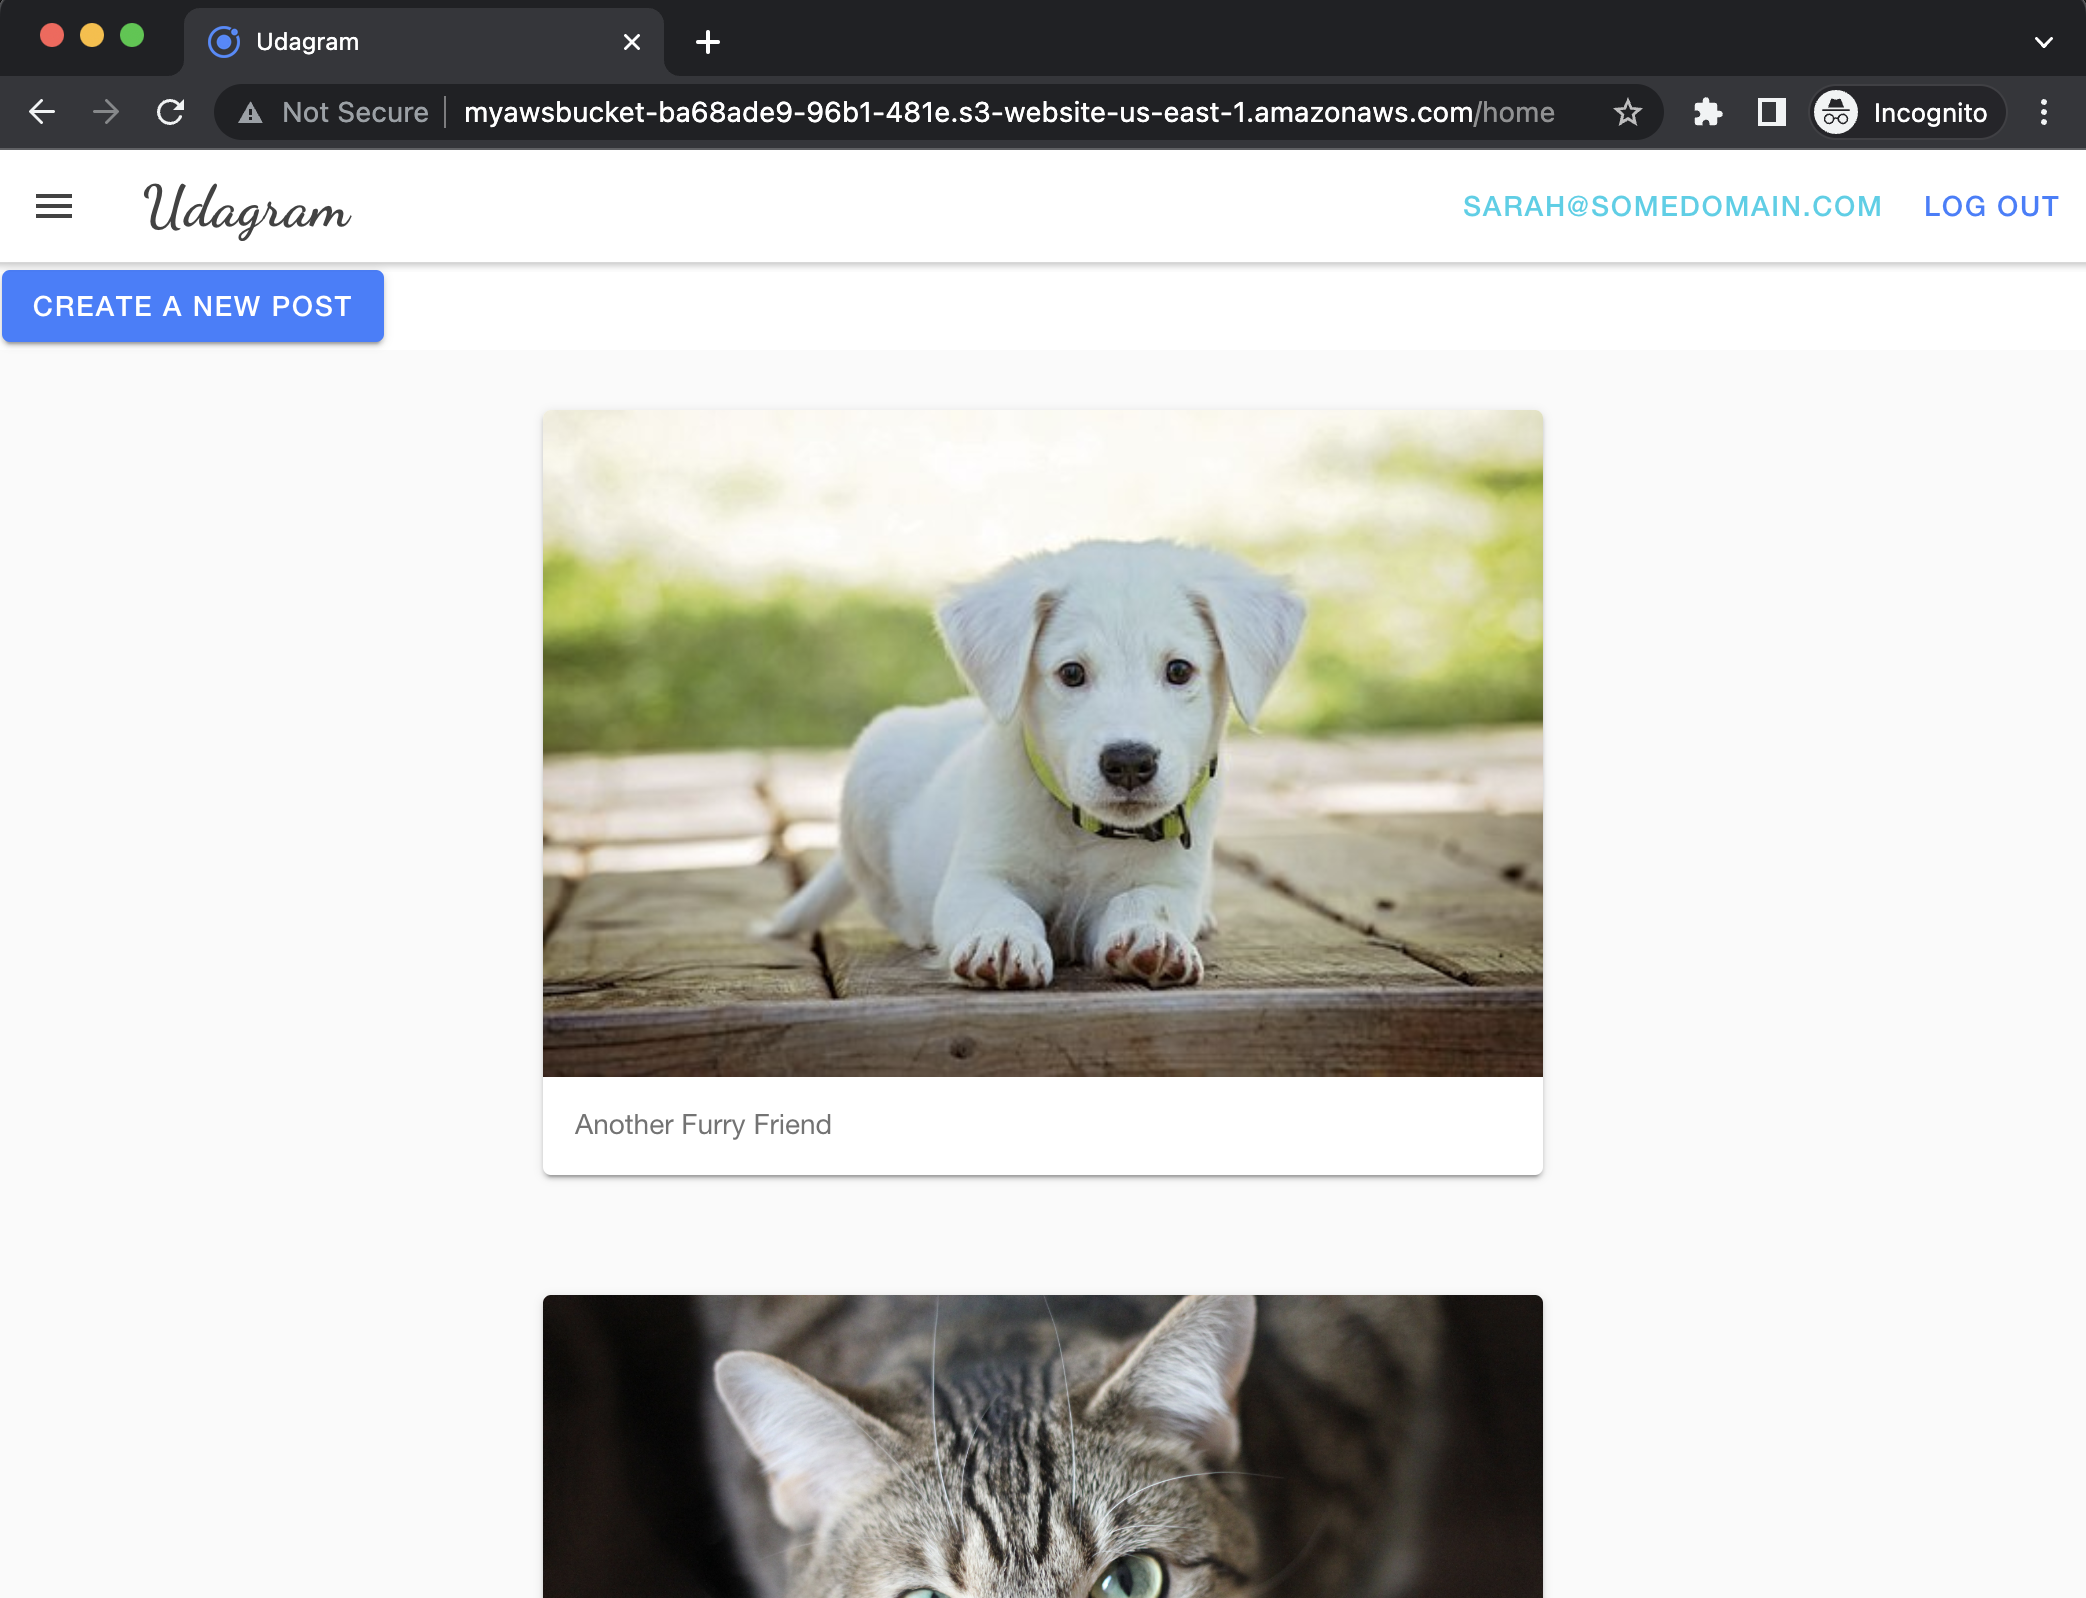 Udagram
Not Secure
myawsbucket-ba68ade9-96b1-481e.s3-website-us-east-1.amazonaws.com/home
Incognito
Udagram
SARAH@SOMEDOMAIN.COM
LOG OUT
CREATE A NEW POST
Another Furry Friend